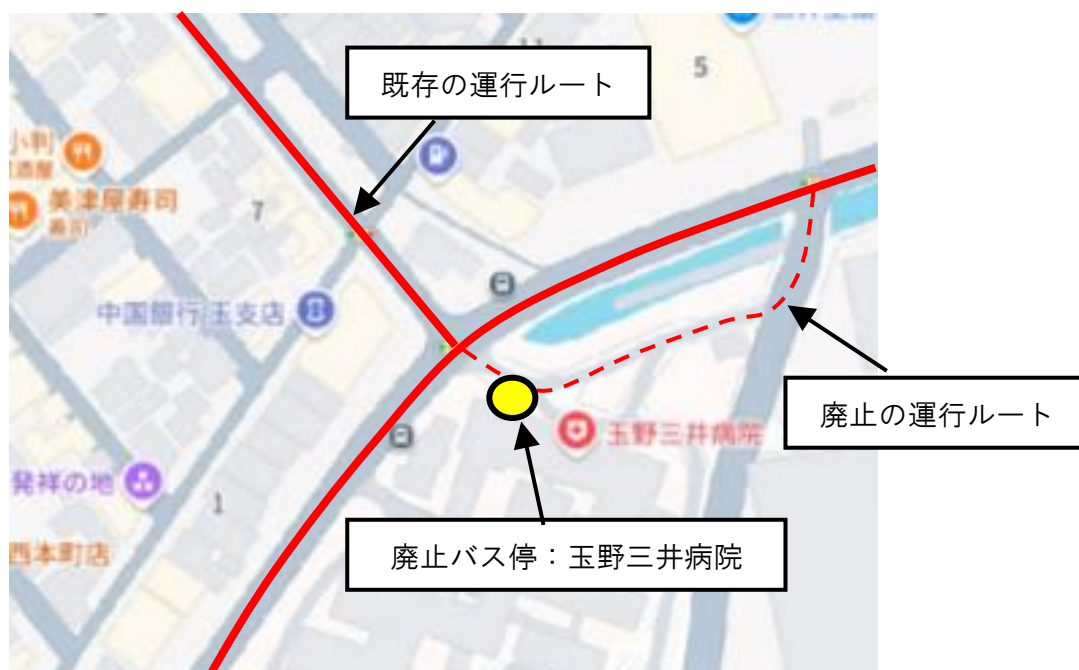 既存の運行ルート
5
小判
美津屋寿司
寿司
7
中国銀行 玉支店
廃止の運行ルート
玉野三井病院
発祥の地
1
廃止バス停：玉野三井病院
西本町店